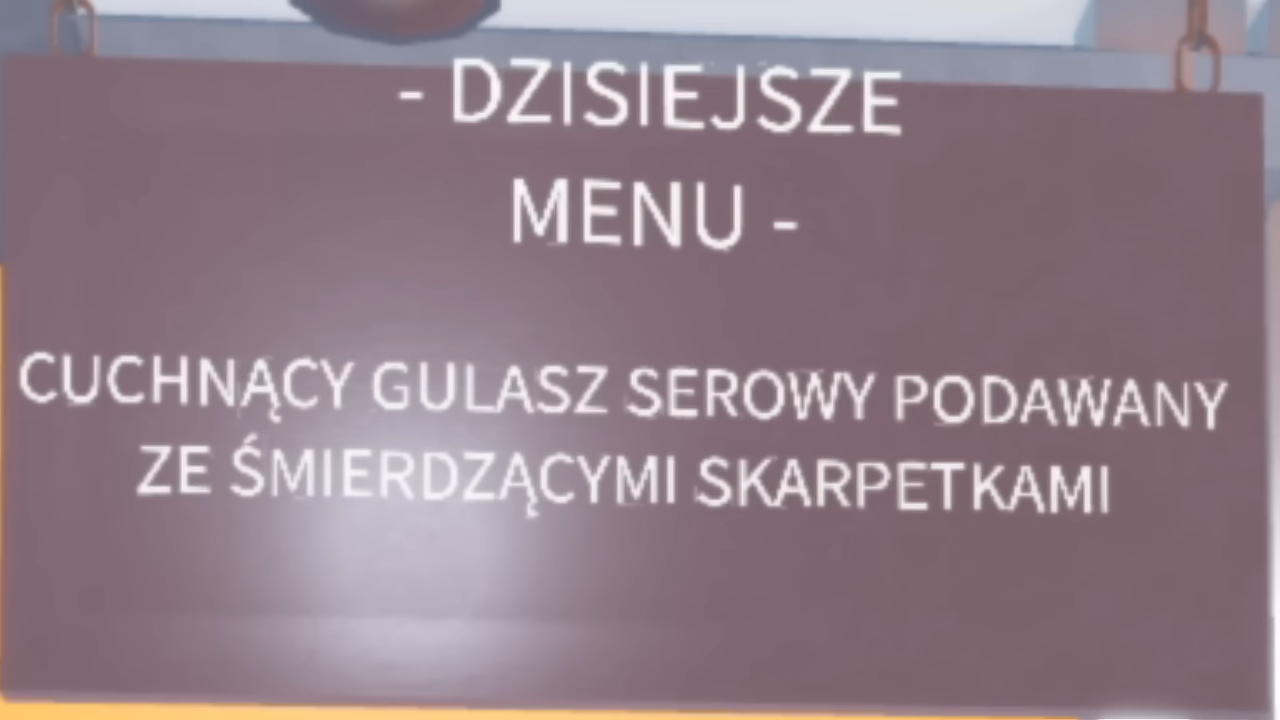 - DZISIEJSZE
MENU -
CUCHNĄCY GULASZ SEROWY PODAWANY
ZE ŚMIERDZĄCYMI SKARPETKAMI